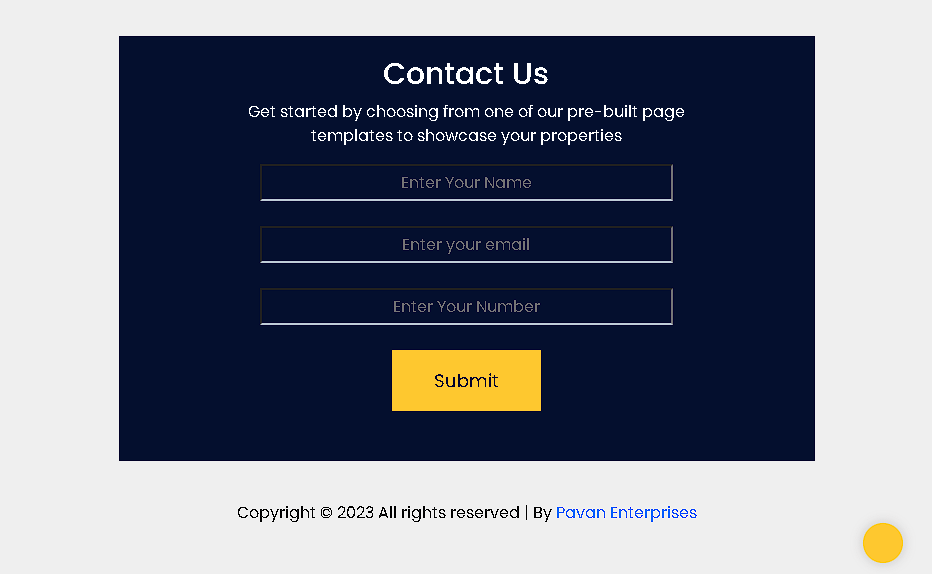 Contact Us
Get started by choosing from one of our pre-built page
templates to showcase your properties
Enter Your Name
Enter your email
Enter Your Number
Submit
Copyright © 2023 All rights reserved | By Pavan Enterprises